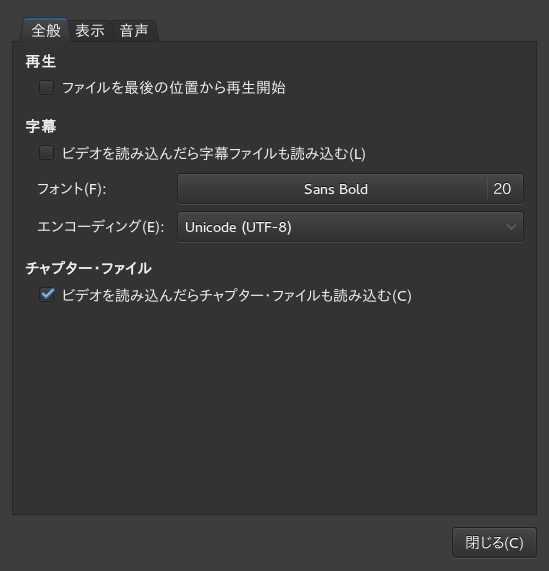 全般 表示 音声
再生
ファイルを最後の位置から再生開始
字幕
ビデオを読み込んだら字幕ファイルも読み込む(L)
フォント(F): Sans Bold 20
エンコーディング(E): Unicode (UTF-8)
チャプター・ファイル
ビデオを読み込んだらチャプター・ファイルも読み込む(C)
閉じる(C)